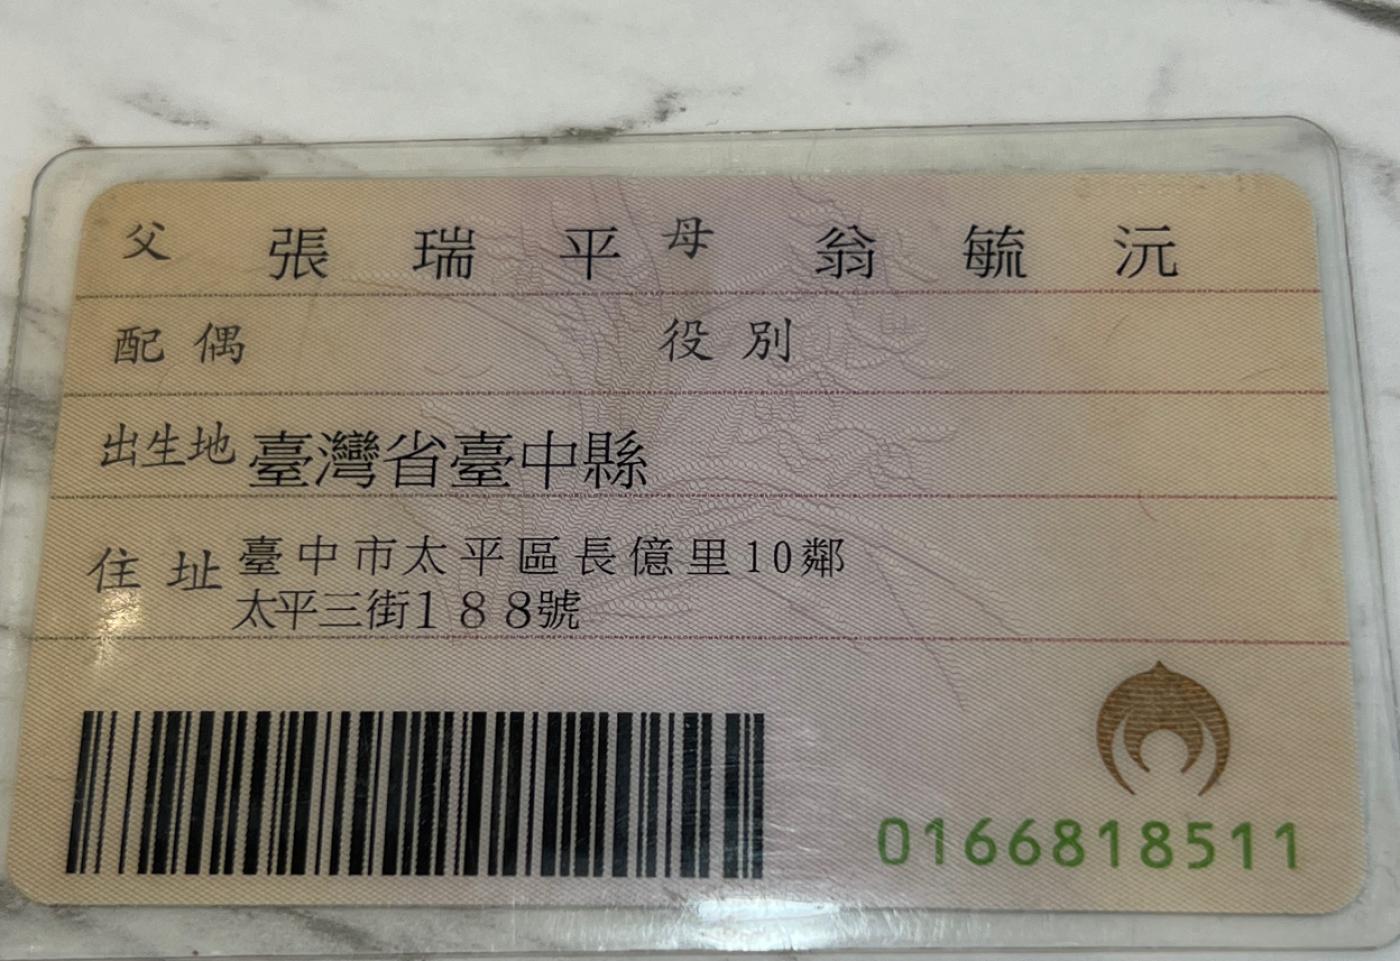 父 張瑞平 母 翁毓沅
配偶 役別
出生地 臺灣省臺中縣
住址 臺中市太平區長億里10鄰
太平三街188號
0166818511